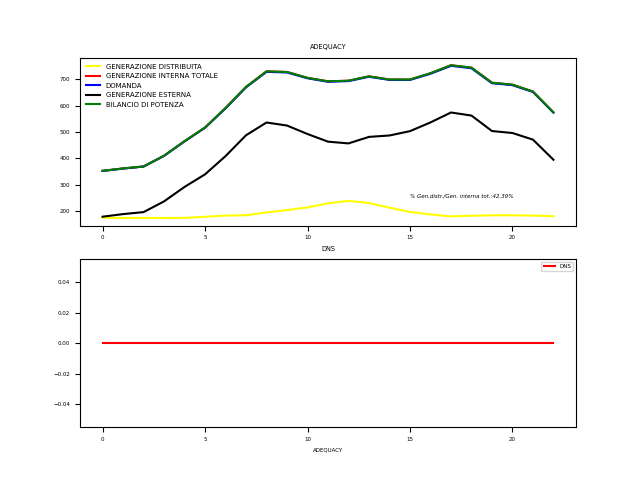 ADEQUACY
GENERAZIONE DISTRIBUITA
GENERAZIONE INTERNA TOTALE
DOMANDA
GENERAZIONE ESTERNA
BILANCIO DI POTENZA
700
600
500
400
300
200
% Gen.distr./Gen. interna tot.:42.39%
0 5 10 15 20
DNS
DNS
0.04
0.02
0.00
−0.02
−0.04
0 5 10 15 20
ADEQUACY